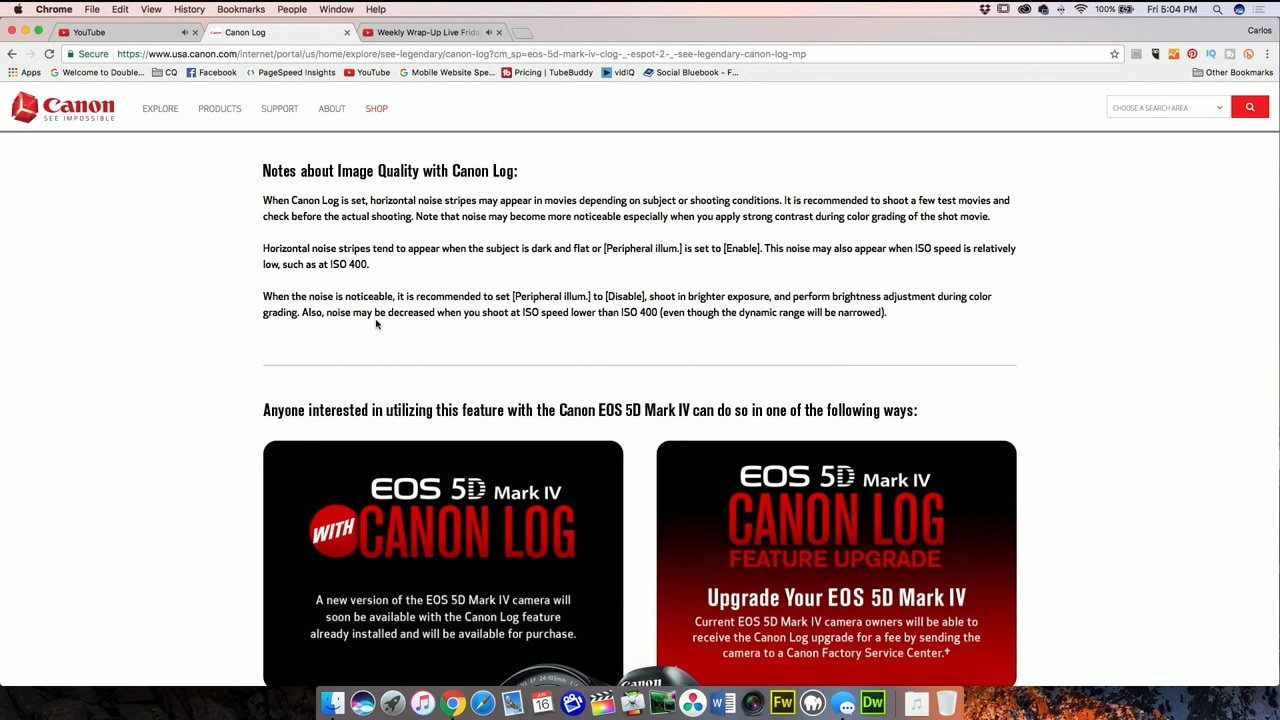 Chrome File Edit View History Bookmarks People Window Help 100% Fri 5:04 PM
YouTube Canon Log Weekly Wrap-Up Live Frida Carlos
Secure https://www.usa.canon.com/internet/portal/us/home/explore/see-legendary/canon-log?cm_sp=eos-5d-mark-iv-clog-_-espot-2-_-see-legendary-canon-log-mp
Apps Welcome to Double... CQ Facebook PageSpeed Insights YouTube Mobile Website Spe... Pricing | TubeBuddy vidIQ Social Bluebook - F... Other Bookmarks
Canon EXPLORE PRODUCTS SUPPORT ABOUT SHOP CHOOSE A SEARCH AREA
SEE IMPOSSIBLE
Notes about Image Quality with Canon Log:
When Canon Log is set, horizontal noise stripes may appear in movies depending on subject or shooting conditions. It is recommended to shoot a few test movies and
check before the actual shooting. Note that noise may become more noticeable especially when you apply strong contrast during color grading of the shot movie.
Horizontal noise stripes tend to appear when the subject is dark and flat or [Peripheral illum.] is set to [Enable]. This noise may also appear when ISO speed is relatively
low, such as at ISO 400.
When the noise is noticeable, it is recommended to set [Peripheral illum.] to [Disable], shoot in brighter exposure, and perform brightness adjustment during color
grading. Also, noise may be decreased when you shoot at ISO speed lower than ISO 400 (even though the dynamic range will be narrowed).
Anyone interested in utilizing this feature with the Canon EOS 5D Mark IV can do so in one of the following ways:
EOS 5D Mark IV
WITH CANON LOG
A new version of the EOS 5D Mark IV camera will
soon be available with the Canon Log feature
already installed and will be available for purchase.
EOS 5D Mark IV
CANON LOG
FEATURE UPGRADE
Upgrade Your EOS 5D Mark IV
Current EOS 5D Mark IV camera owners will be able to
receive the Canon Log upgrade for a fee by sending the
camera to a Canon Factory Service Center.†
Canon
JUN
16
Fw
Dw